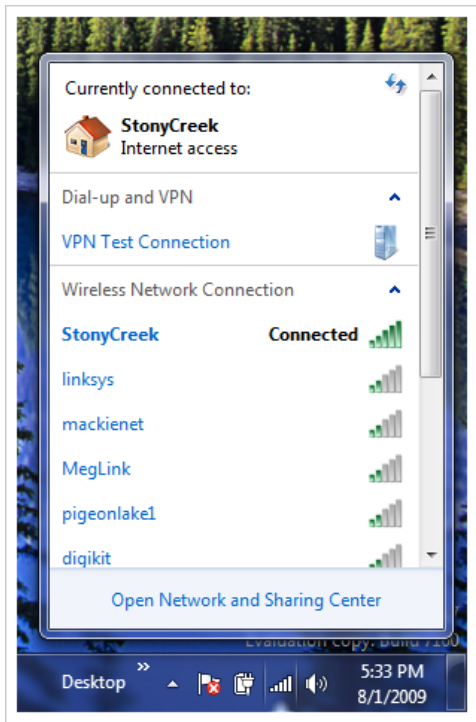 Currently connected to:
StonyCreek
Internet access
Dial-up and VPN
VPN Test Connection
Wireless Network Connection
StonyCreek Connected
linksys
mackienet
MegLink
pigeonlake1
digikit
Open Network and Sharing Center
Evaluation copy. Build 7100
Desktop
5:33 PM
8/1/2009